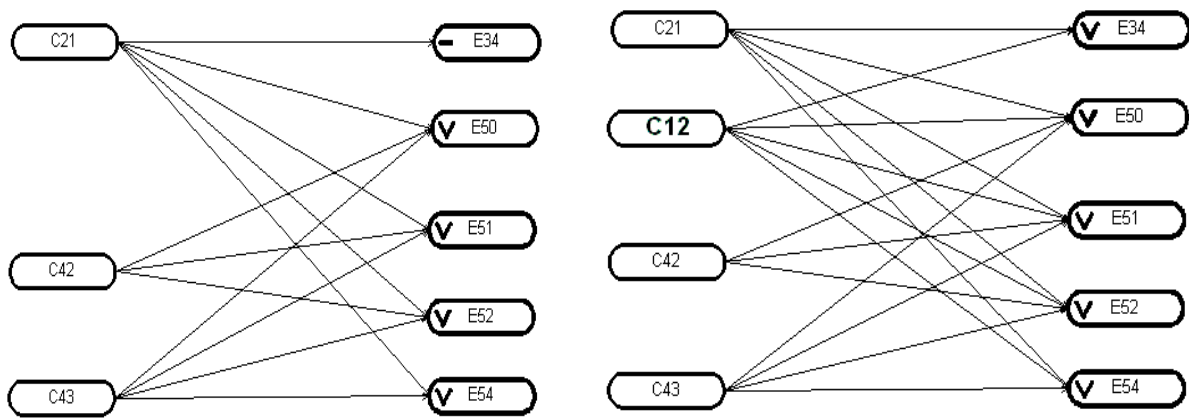 C21
- E34
V E50
V E51
C42
V E52
C43
V E54
C21
V E34
C12
V E50
V E51
C42
V E52
C43
V E54